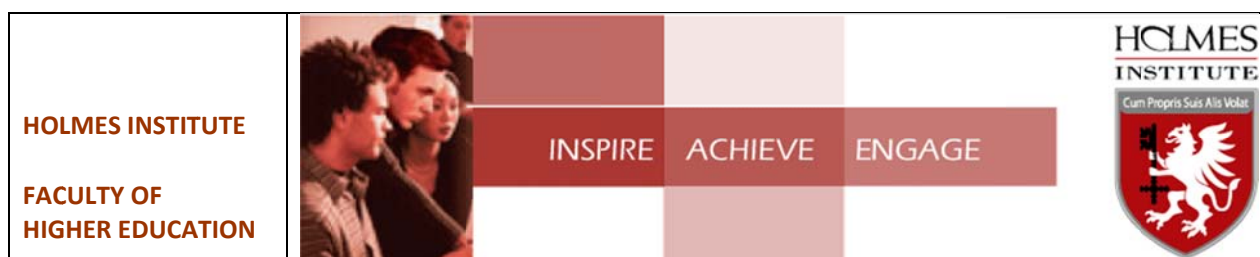 HOLMES INSTITUTE
FACULTY OF
HIGHER EDUCATION
INSPIRE ACHIEVE ENGAGE
HOLMES
INSTITUTE
Cum Propris Suis Alis Volat